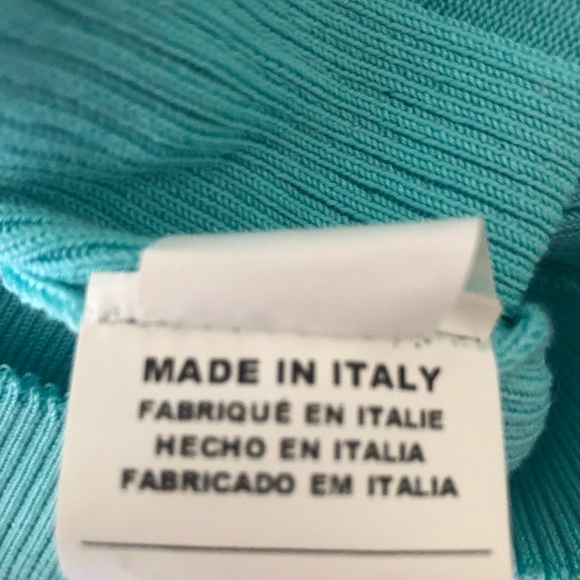 MADE IN ITALY
FABRIQUÉ EN ITALIE
HECHO EN ITALIA
FABRICADO EM ITALIA